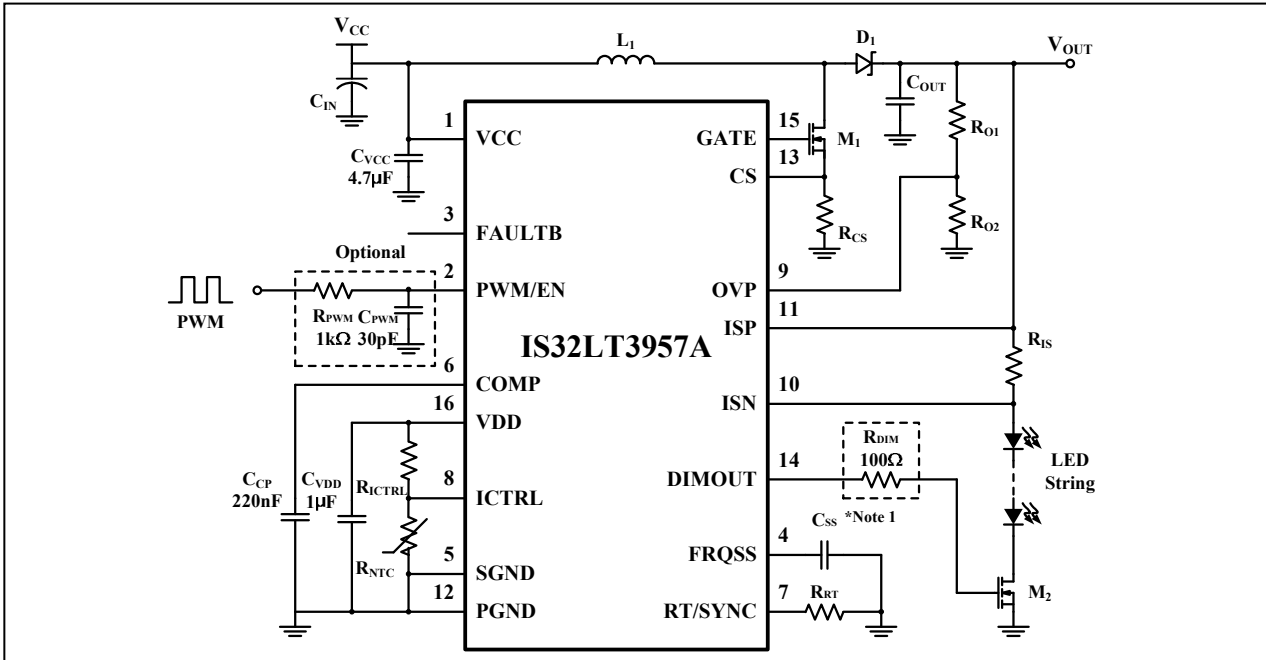 VCC
L1
D1
VOUT
CIN
COUT
1
VCC
15
GATE
M1
RO1
CVCC
4.7µF
13
CS
3
FAULTB
RCS
RO2
Optional
2
PWM/EN
9
OVP
PWM
RPWM
1kΩ
CPWM
30pF
11
ISP
IS32LT3957A
RIS
6
COMP
10
ISN
16
VDD
RDIM
100Ω
14
DIMOUT
LED
String
CCP
220nF
CVDD
1µF
RICTRL
8
ICTRL
CSS
*Note 1
4
FRQSS
5
SGND
RNTC
12
PGND
7
RT/SYNC
RRT
M2